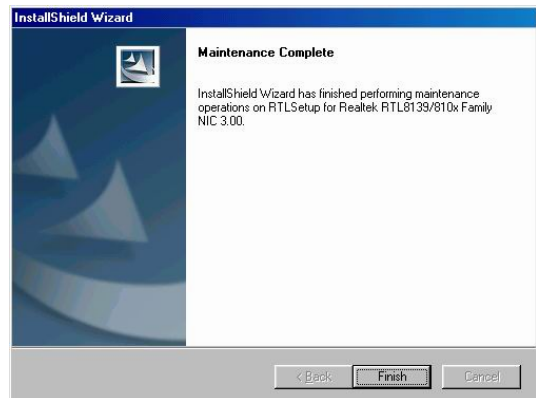 InstallShield Wizard
Maintenance Complete
InstallShield Wizard has finished performing maintenance
operations on RTLSetup for Realtek RTL8139/810x Family
NIC 3.00.
< Back
Finish
Cancel